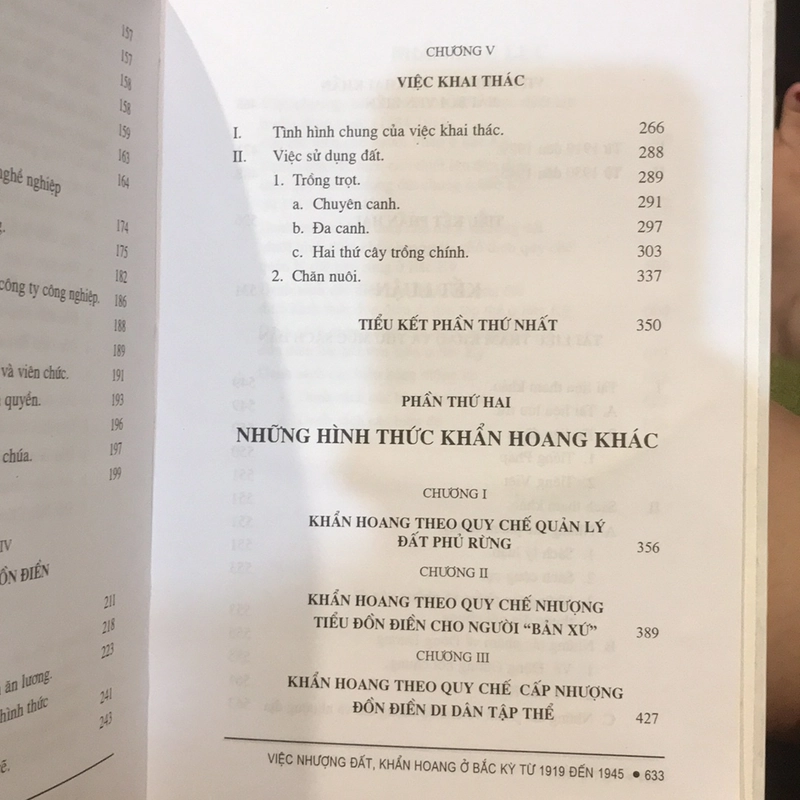 157
157
158
158
159
163
nghề nghiệp 164
174
175
182
công ty công nghiệp. 186
188
189
và viên chức. 191
quyền. 193
196
197
chúa. 199
IV
ỒN ĐIỀN
211
218
223
ăn lương.
241
hình thức
243
CHƯƠNG V
VIỆC KHAI THÁC
I. Tình hình chung của việc khai thác. 266
II. Việc sử dụng đất. 288
1. Trồng trọt. 289
a. Chuyên canh. 291
b. Đa canh. 297
c. Hai thứ cây trồng chính. 303
2. Chăn nuôi. 337
TIỂU KẾT PHẦN THỨ NHẤT 350
PHẦN THỨ HAI
NHỮNG HÌNH THỨC KHẨN HOANG KHÁC
CHƯƠNG I
KHẨN HOANG THEO QUY CHẾ QUẢN LÝ
ĐẤT PHỦ RỪNG 356
CHƯƠNG II
KHẨN HOANG THEO QUY CHẾ NHƯỢNG
TIỂU ĐỒN ĐIỀN CHO NGƯỜI "BẢN XỨ" 389
CHƯƠNG III
KHẨN HOANG THEO QUY CHẾ CẤP NHƯỢNG
ĐỒN ĐIỀN DI DÂN TẬP THỂ 427
VIỆC NHƯỢNG ĐẤT, KHẨN HOANG Ở BẮC KỲ TỪ 1919 ĐẾN 1945 ● 633